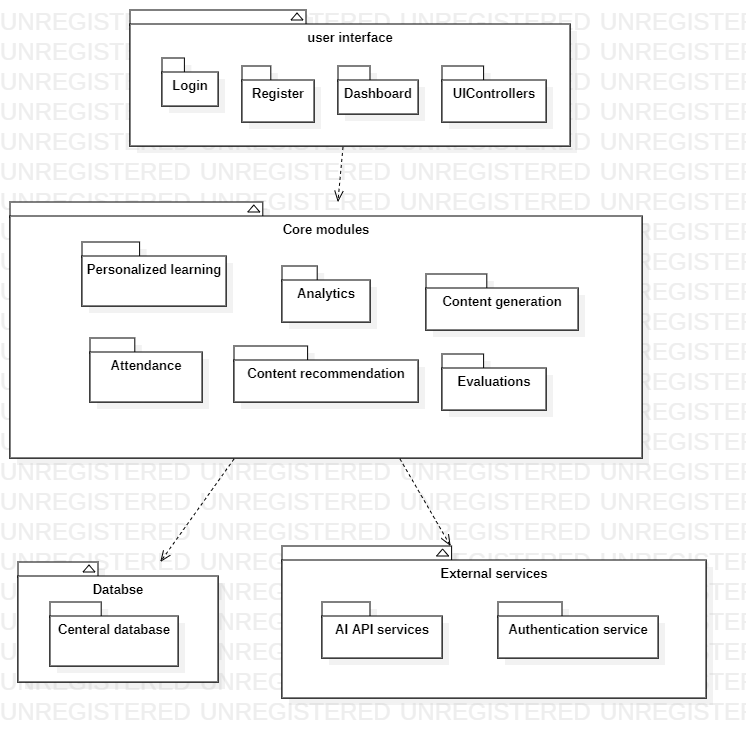 user interface
Login
Register
Dashboard
UIControllers
Core modules
Personalized learning
Analytics
Content generation
Attendance
Content recommendation
Evaluations
Databse
Centeral database
External services
AI API services
Authentication service
UNREGISTERED